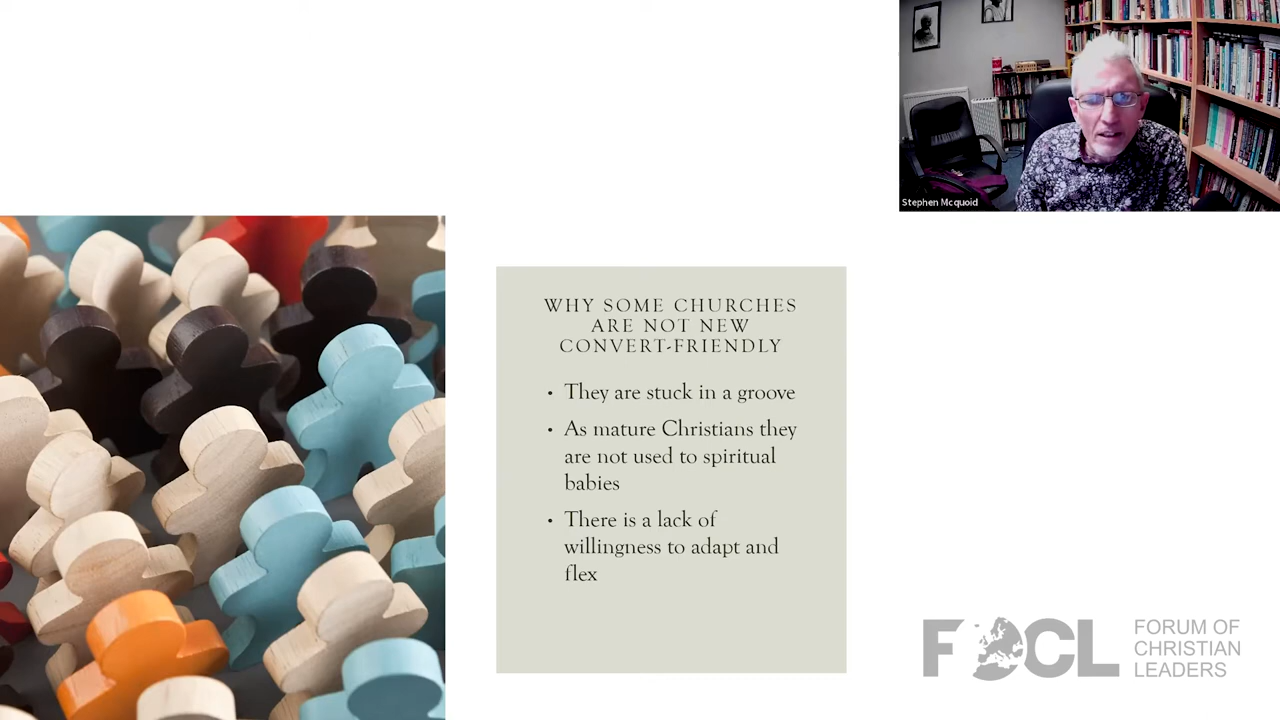 Stephen Mcquoid
WHY SOME CHURCHES
ARE NOT NEW
CONVERT-FRIENDLY
• They are stuck in a groove
• As mature Christians they
are not used to spiritual
babies
• There is a lack of
willingness to adapt and
flex
FOCL
FORUM OF
CHRISTIAN
LEADERS